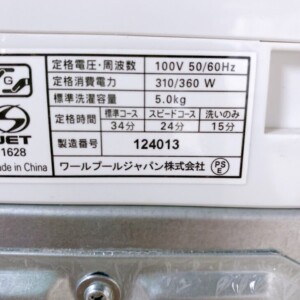 定格電圧・周波数 100V 50/60Hz
定格消費電力 310/360 W
標準洗濯容量 5.0kg
定格時間 標準コース スピードコース 洗いのみ
34分 24分 15分
製造番号 124013
ワールプールジャパン株式会社 PS E
G
JET
1628
ade in China